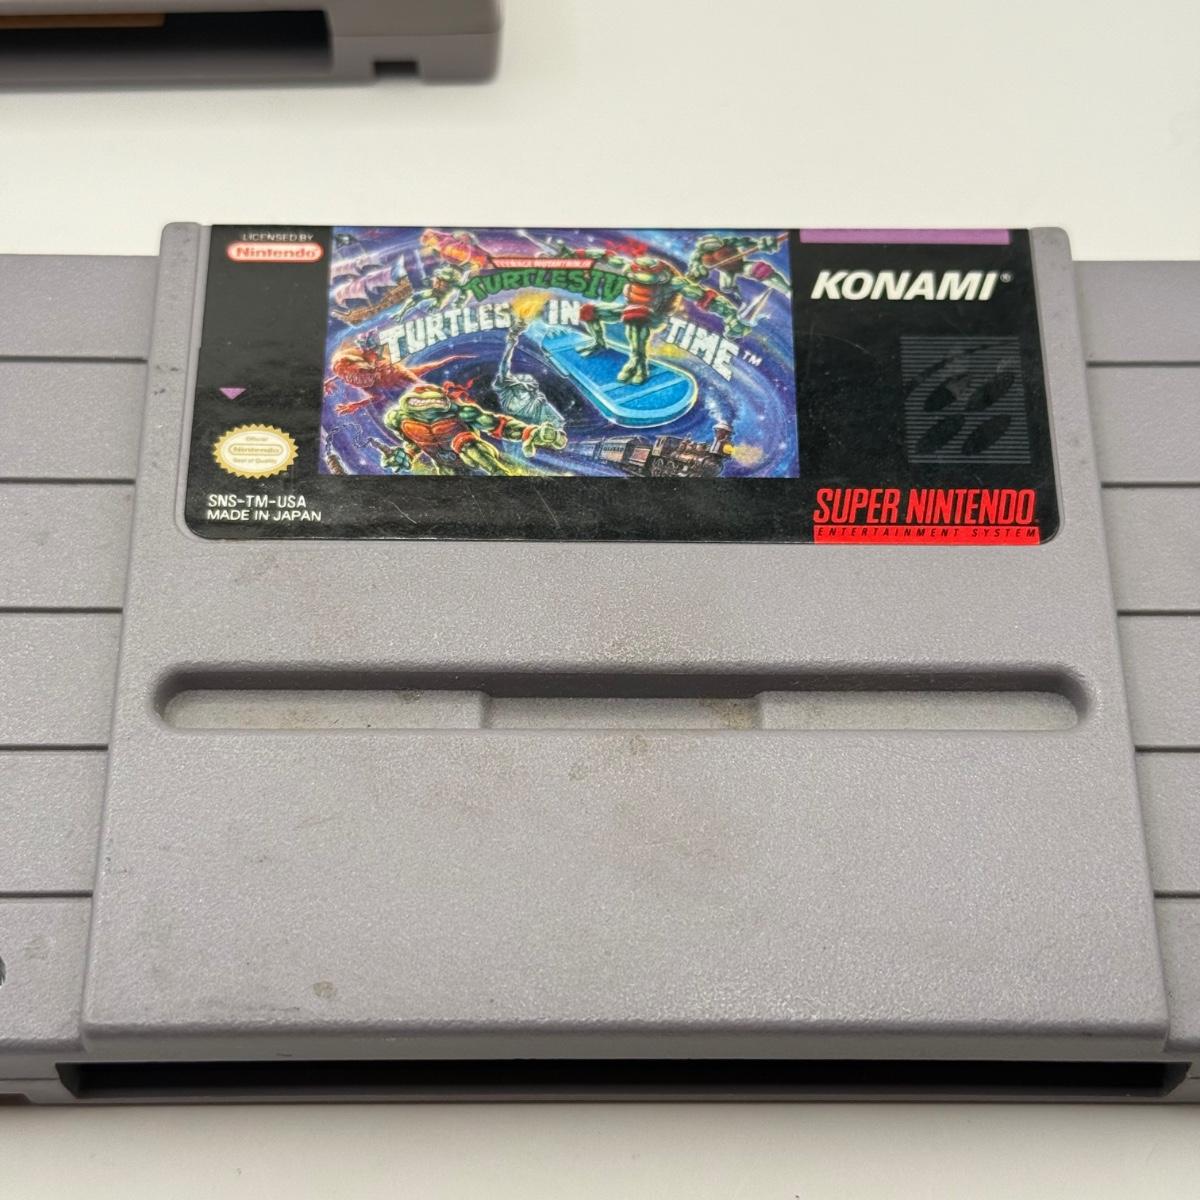 LICENSED BY
Nintendo
TEENAGE MUTANT NINJA
TURTLES IV
TURTLES IN TIME™
KONAMI®
Official
Nintendo
Seal of Quality
SNS-TM-USA
MADE IN JAPAN
SUPER NINTENDO
ENTERTAINMENT SYSTEM